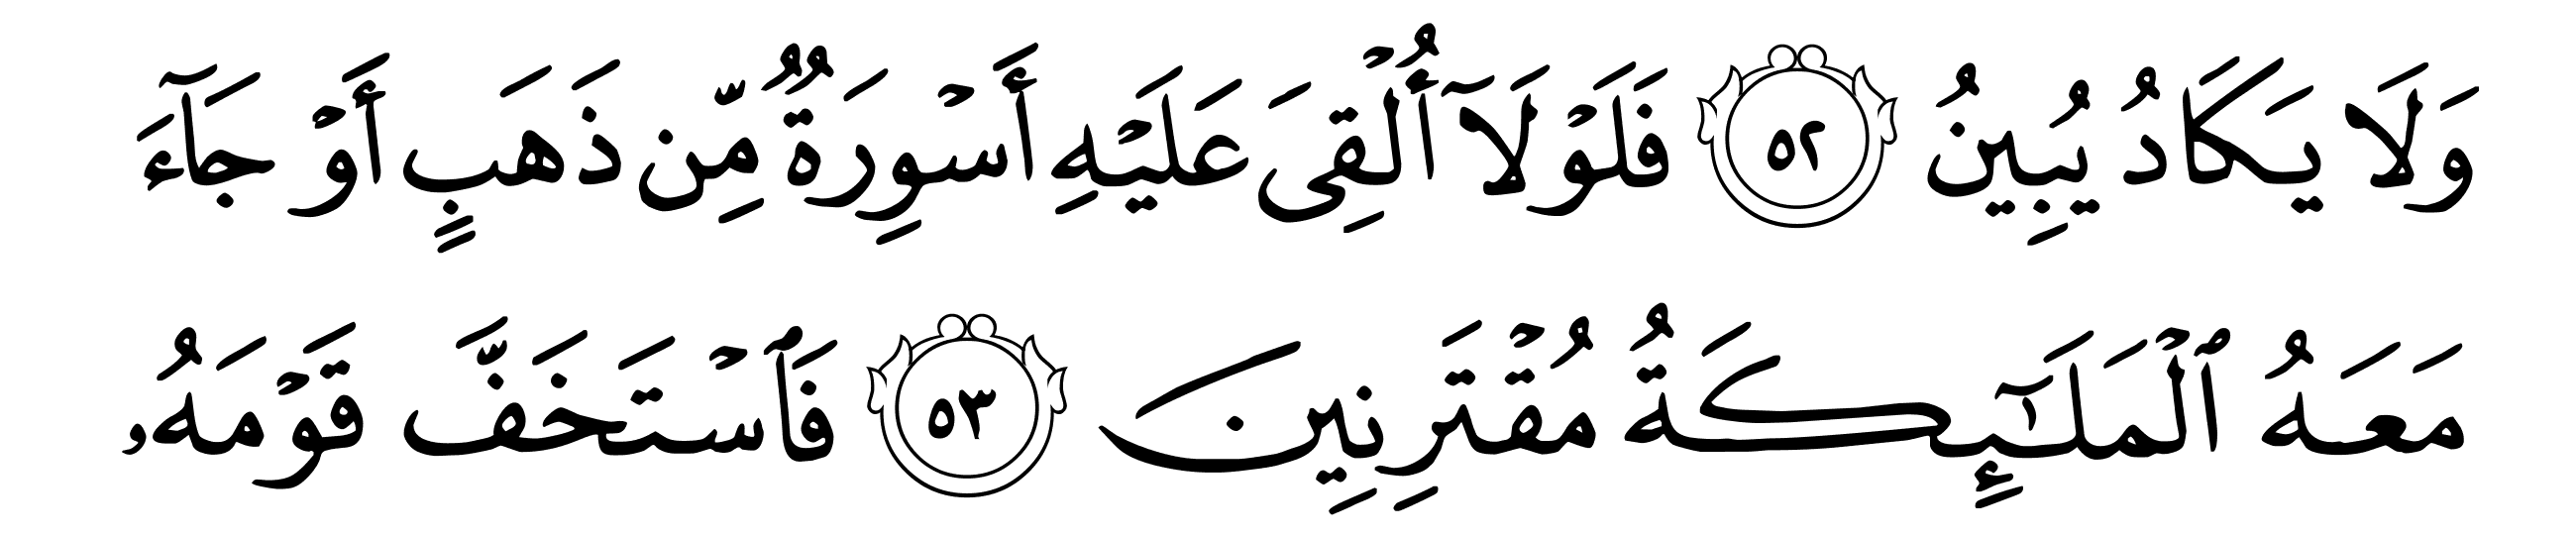 وَلَا يَكَادُ يُبِينُ ٥٢ فَلَوْلَآ أُلْقِىَ عَلَيْهِ أَسْوِرَةٌ مِّن ذَهَبٍ أَوْ جَآءَ
مَعَهُ ٱلْمَلَـٰٓئِكَةُ مُقْتَرِنِينَ ٥٣ فَٱسْتَخَفَّ قَوْمَهُۥ